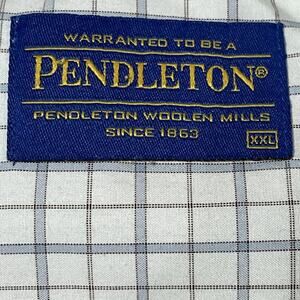 WARRANTED TO BE A
PENDLETON®
PENDLETON WOOLEN MILLS
SINCE 1863
XXL